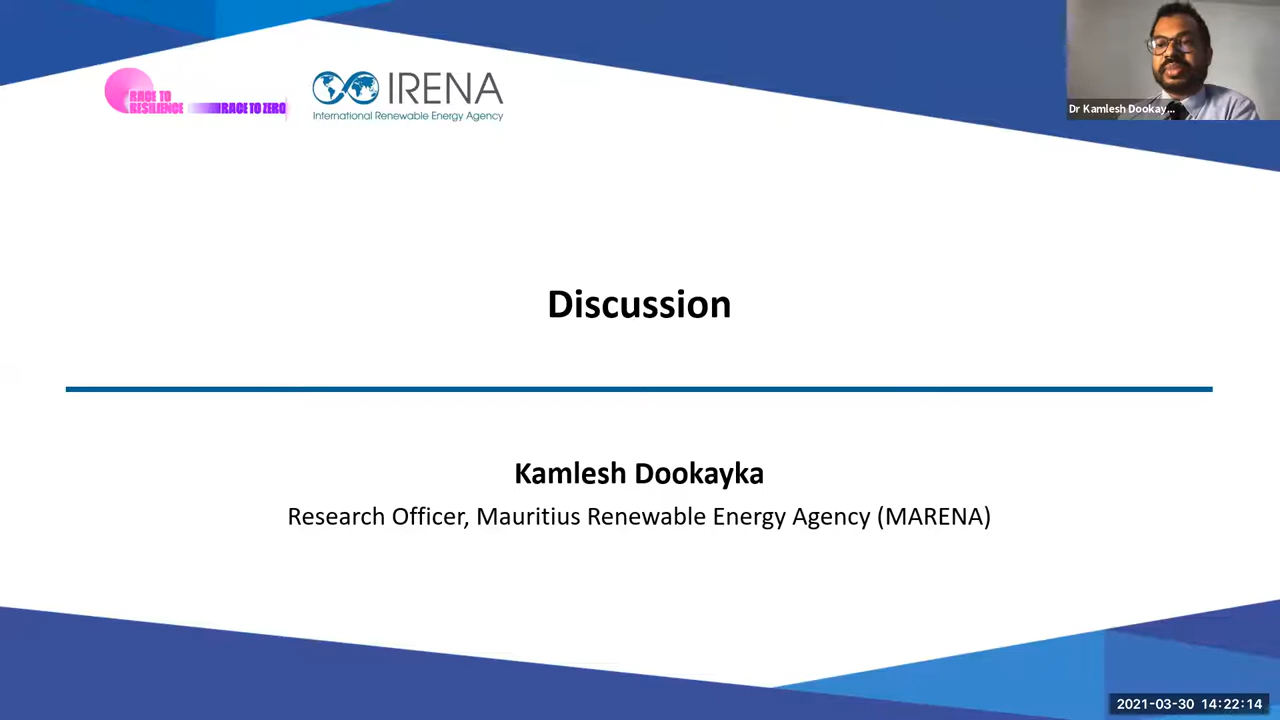 RACE TO
RESILIENCE
RACE TO ZERO
IRENA
International Renewable Energy Agency
Dr Kamlesh Dookay...
Discussion
Kamlesh Dookayka
Research Officer, Mauritius Renewable Energy Agency (MARENA)
2021-03-30 14:22:14